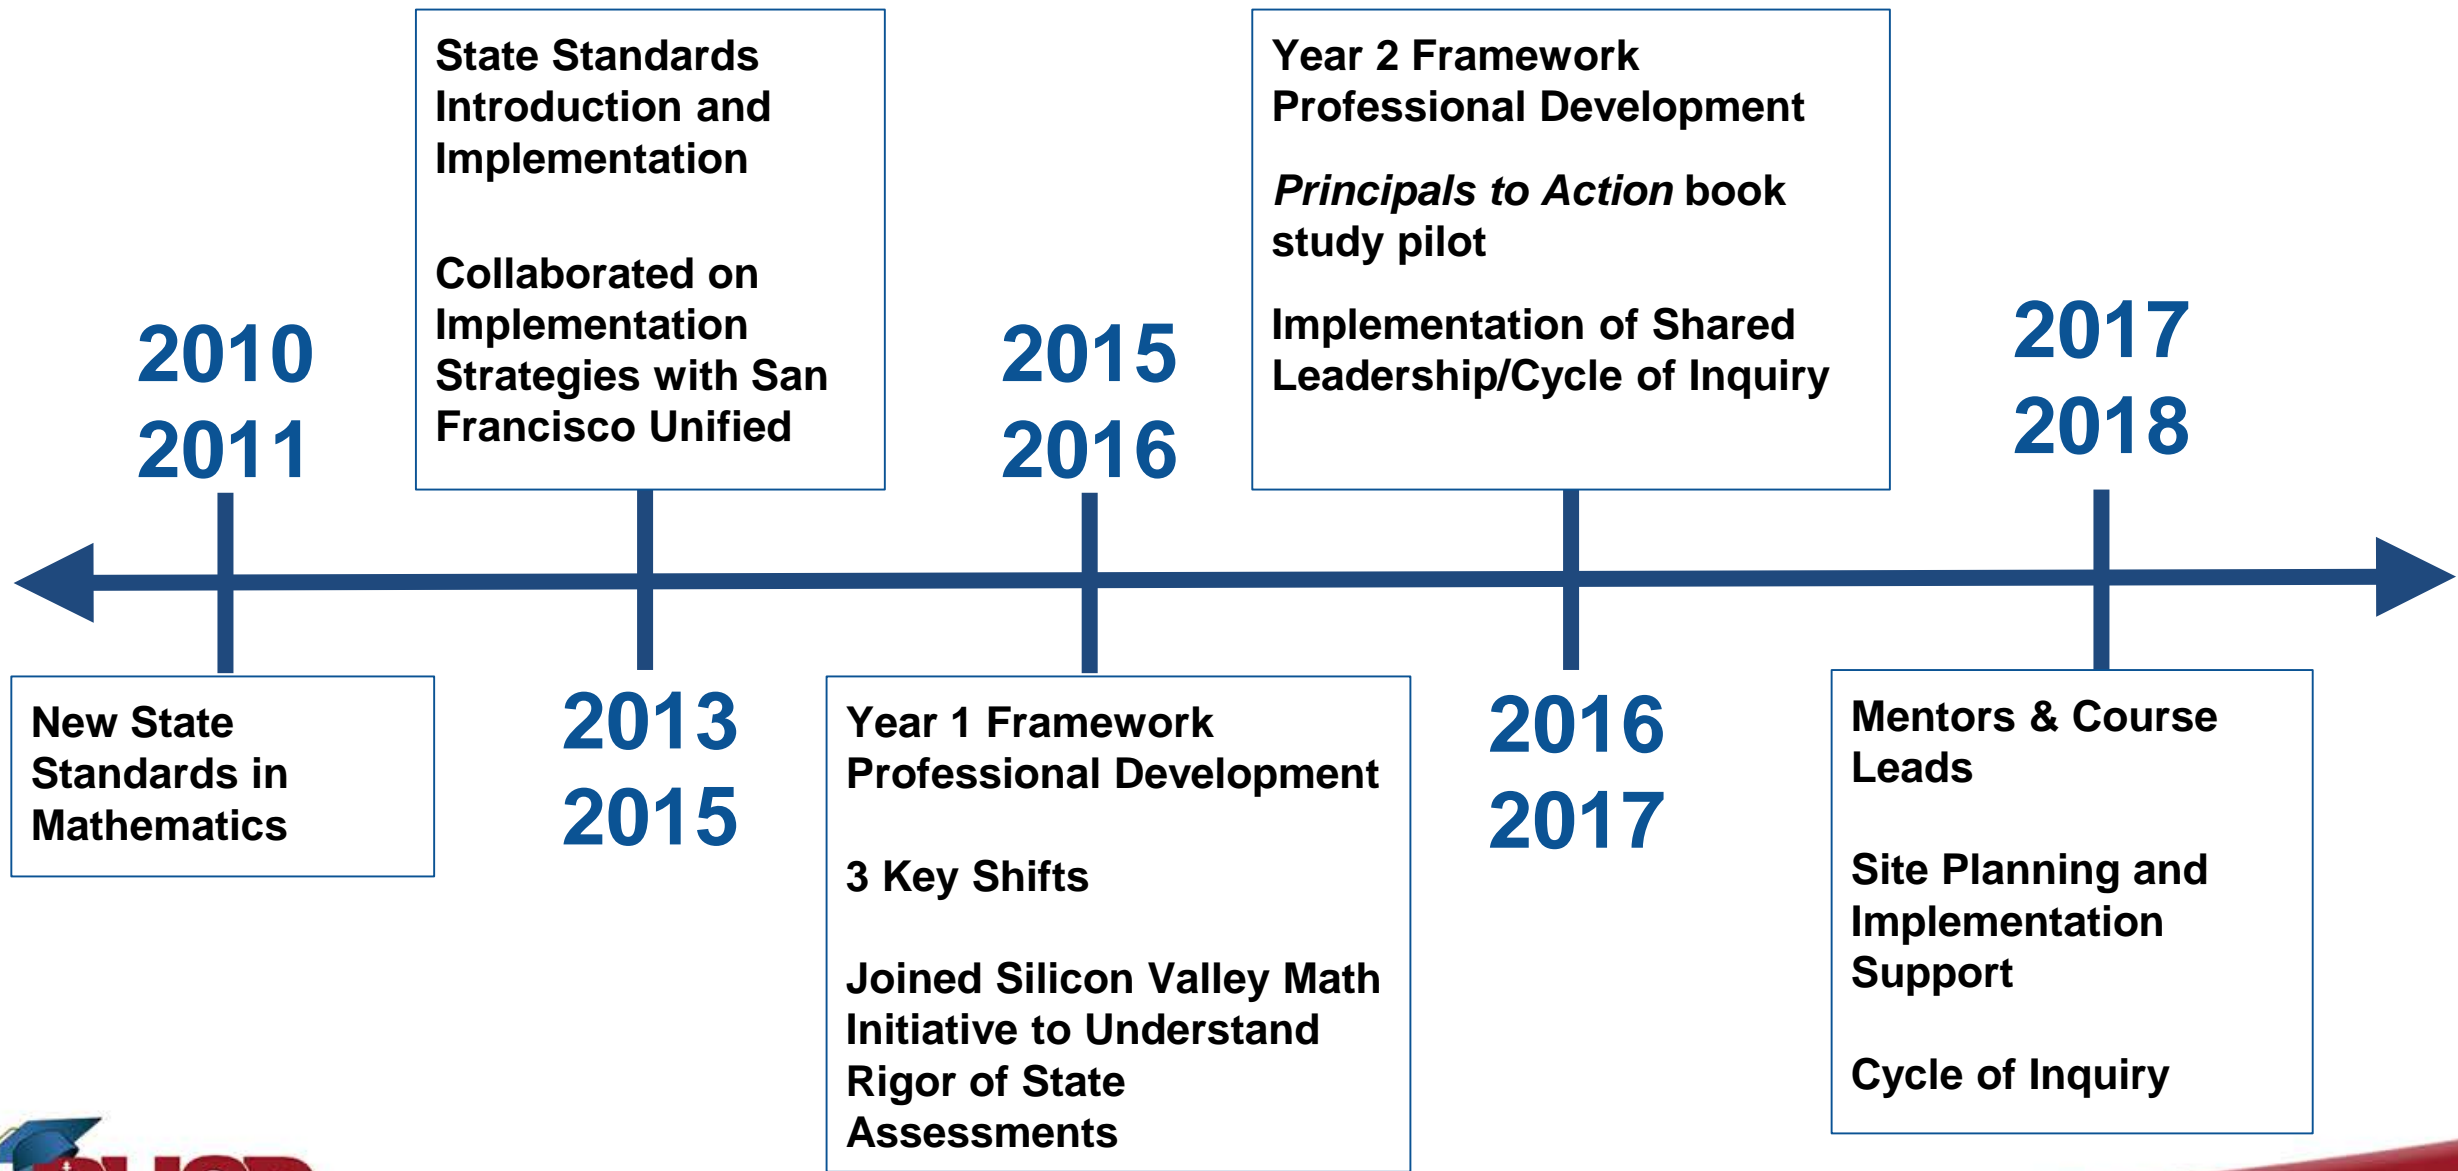 2010
2011
New State
Standards in
Mathematics
State Standards
Introduction and
Implementation
Collaborated on
Implementation
Strategies with San
Francisco Unified
2013
2015
2015
2016
Year 1 Framework
Professional Development
3 Key Shifts
Joined Silicon Valley Math
Initiative to Understand
Rigor of State
Assessments
Year 2 Framework
Professional Development
Principals to Action book
study pilot
Implementation of Shared
Leadership/Cycle of Inquiry
2016
2017
2017
2018
Mentors & Course
Leads
Site Planning and
Implementation
Support
Cycle of Inquiry